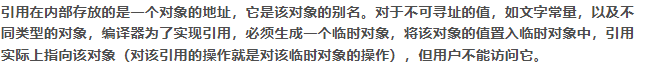 引用在内部存放的是一个对象的地址，它是该对象的别名。对于不可寻址的值，如文字常量，以及不
同类型的对象，编译器为了实现引用，必须生成一个临时对象，将该对象的值置入临时对象中，引用
实际上指向该对象（对该引用的操作就是对该临时对象的操作），但用户不能访问它。